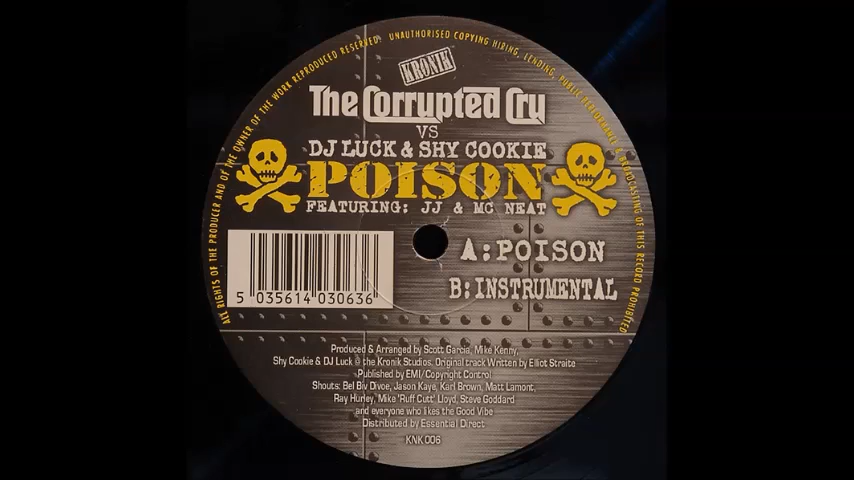 ALL RIGHTS OF THE PRODUCER AND OF THE OWNER OF THE WORK REPRODUCED RESERVED. UNAUTHORISED COPYING HIRING, LENDING, PUBLIC PERFORMANCE & BROADCASTING OF THIS RECORD PROHIBITED
KRONIK
The Corrupted Cru
VS
DJ LUCK & SHY COOKIE
POISON
FEATURING: JJ & MC NEAT
A:POISON
B:INSTRUMENTAL
5 035614 030636
Produced & Arranged by Scott Garcia, Mike Kenny,
Shy Cookie & DJ Luck @ the Kronik Studios. Original track Written by Elliot Straite
Published by EMI/Copyright Control
Shouts: Bel Biv Divoe, Jason Kaye, Karl Brown, Matt Lamont,
Ray Hurley, Mike 'Ruff Cutt' Lloyd, Steve Goddard
and everyone who likes the Good Vibe
Distributed by Essential Direct
KNK 006